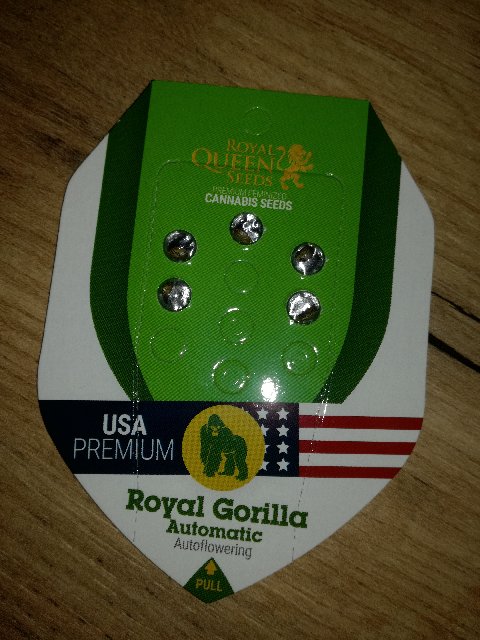 ROYAL
QUEEN
SEEDS
PREMIUM FEMINIZED
CANNABIS SEEDS
USA
PREMIUM
Royal Gorilla
Automatic
Autoflowering
PULL